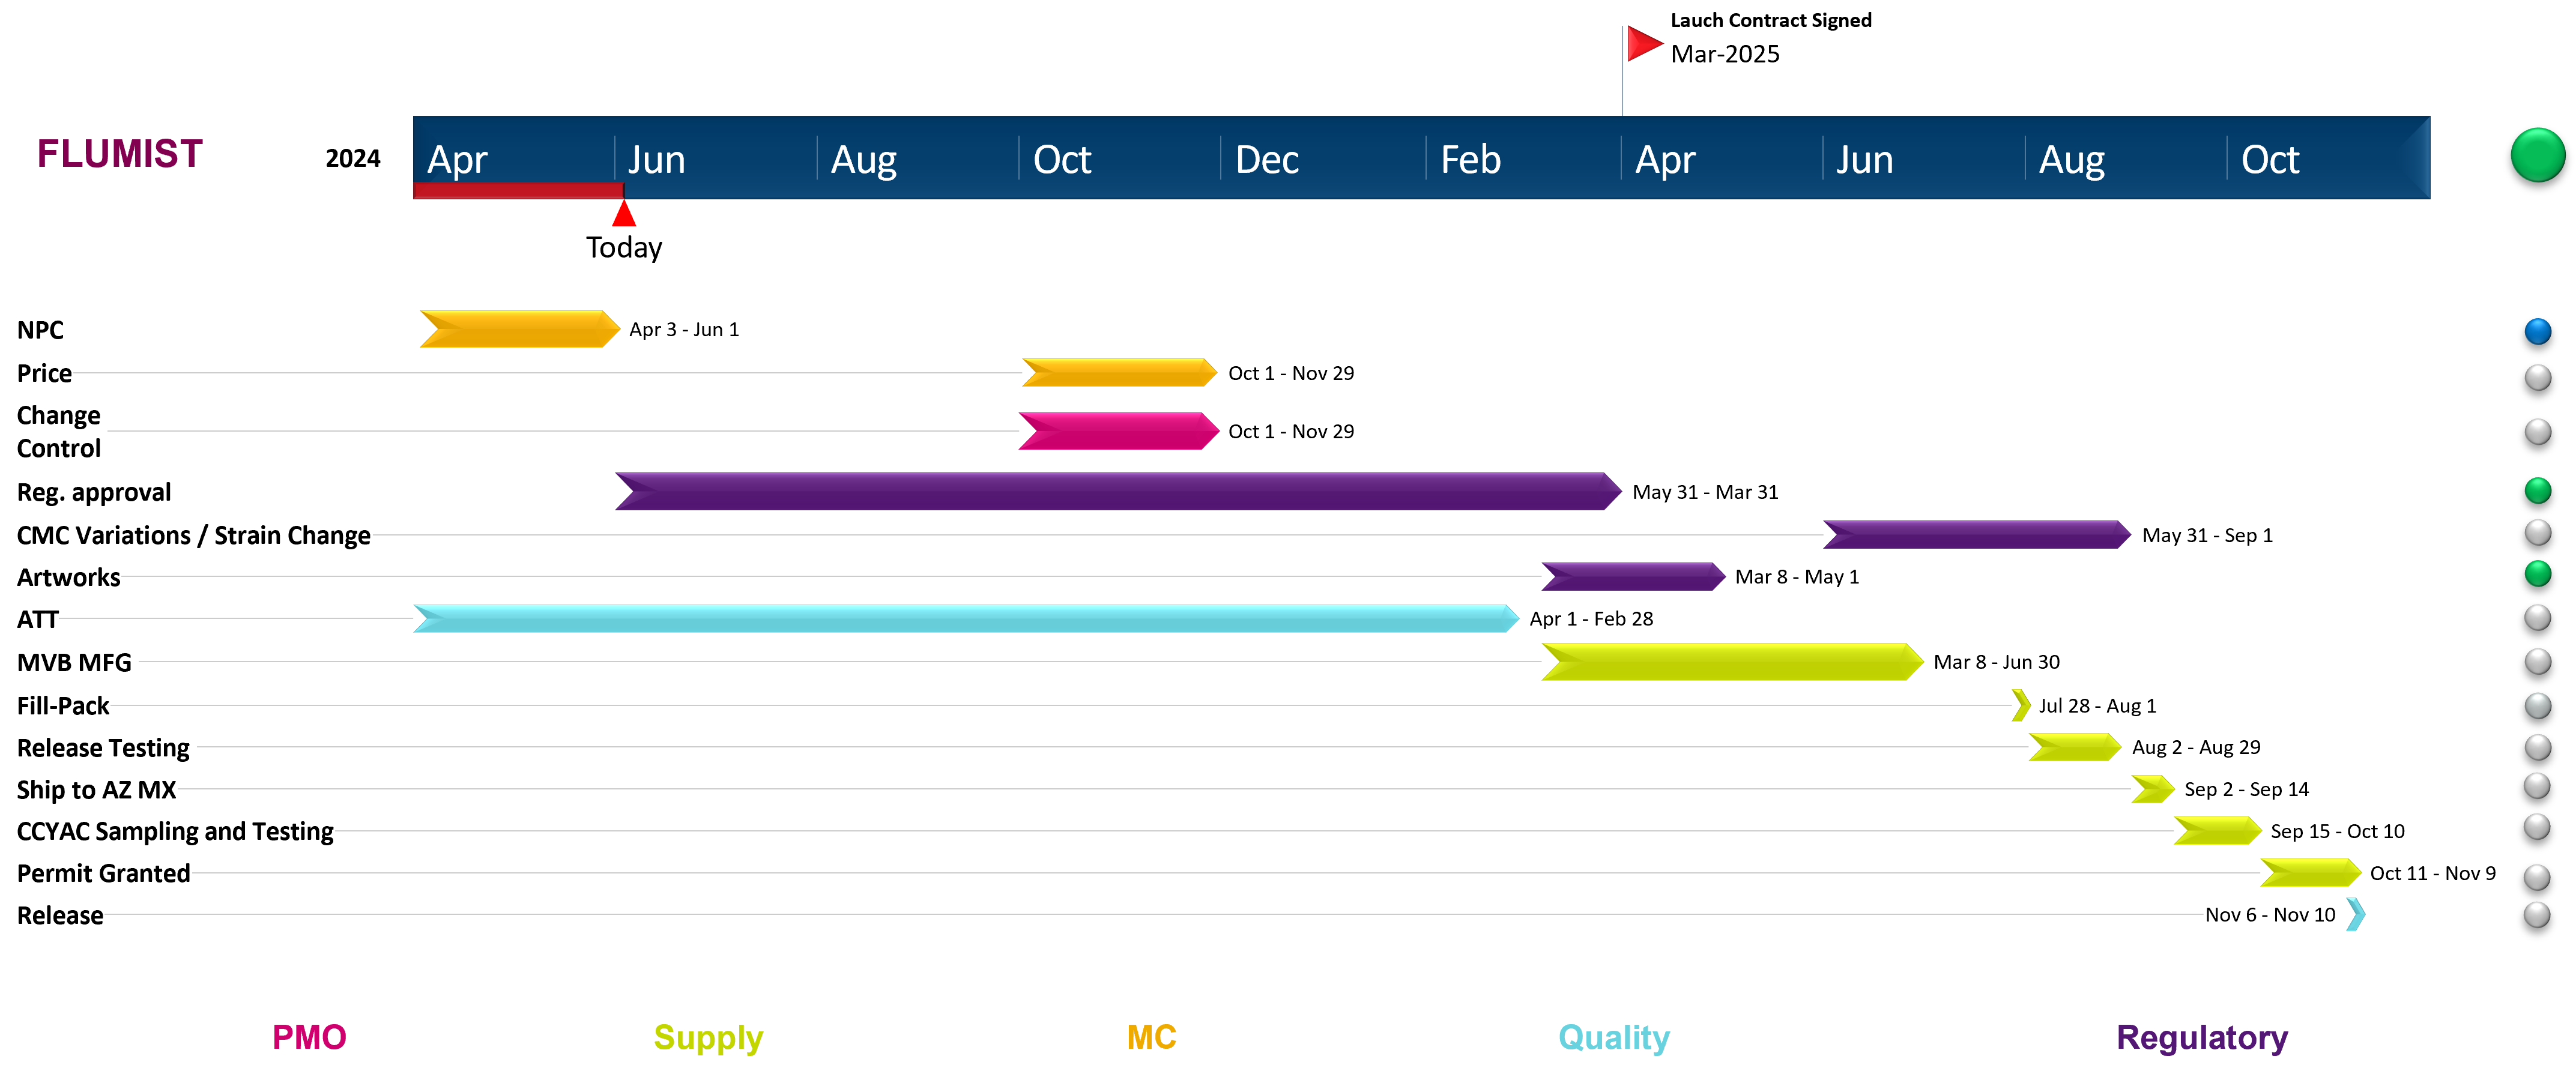 Lauch Contract Signed
Mar-2025
FLUMIST
2024
Apr Jun Aug Oct Dec Feb Apr Jun Aug Oct
Today
NPC Apr 3 - Jun 1
Price Oct 1 - Nov 29
Change
Control Oct 1 - Nov 29
Reg. approval May 31 - Mar 31
CMC Variations / Strain Change May 31 - Sep 1
Artworks Mar 8 - May 1
ATT Apr 1 - Feb 28
MVB MFG Mar 8 - Jun 30
Fill-Pack Jul 28 - Aug 1
Release Testing Aug 2 - Aug 29
Ship to AZ MX Sep 2 - Sep 14
CCYAC Sampling and Testing Sep 15 - Oct 10
Permit Granted Oct 11 - Nov 9
Release Nov 6 - Nov 10
PMO Supply MC Quality Regulatory